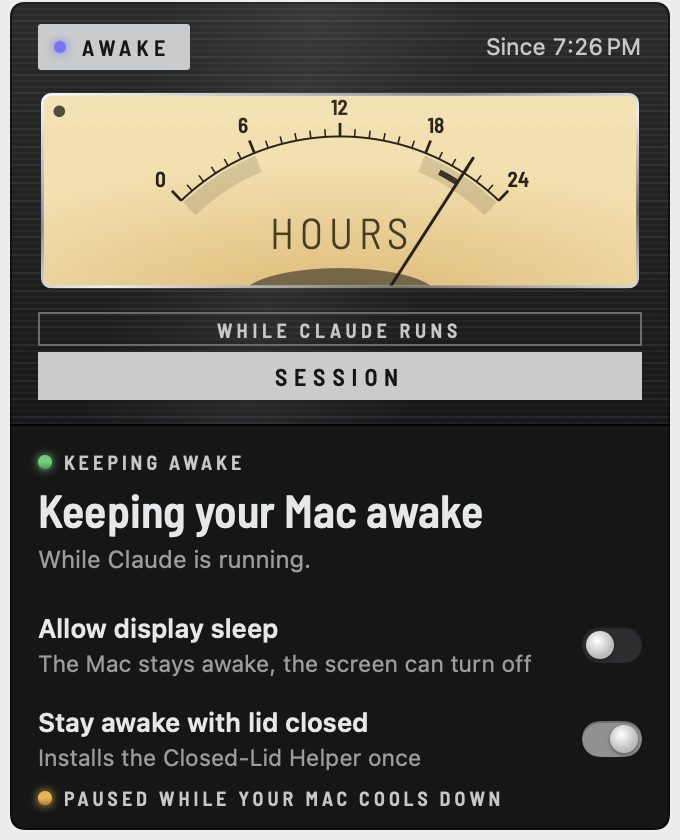 AWAKE
Since 7:26 PM
0 6 12 18 24
HOURS
WHILE CLAUDE RUNS
SESSION
KEEPING AWAKE
Keeping your Mac awake
While Claude is running.
Allow display sleep
The Mac stays awake, the screen can turn off
Stay awake with lid closed
Installs the Closed-Lid Helper once
PAUSED WHILE YOUR MAC COOLS DOWN